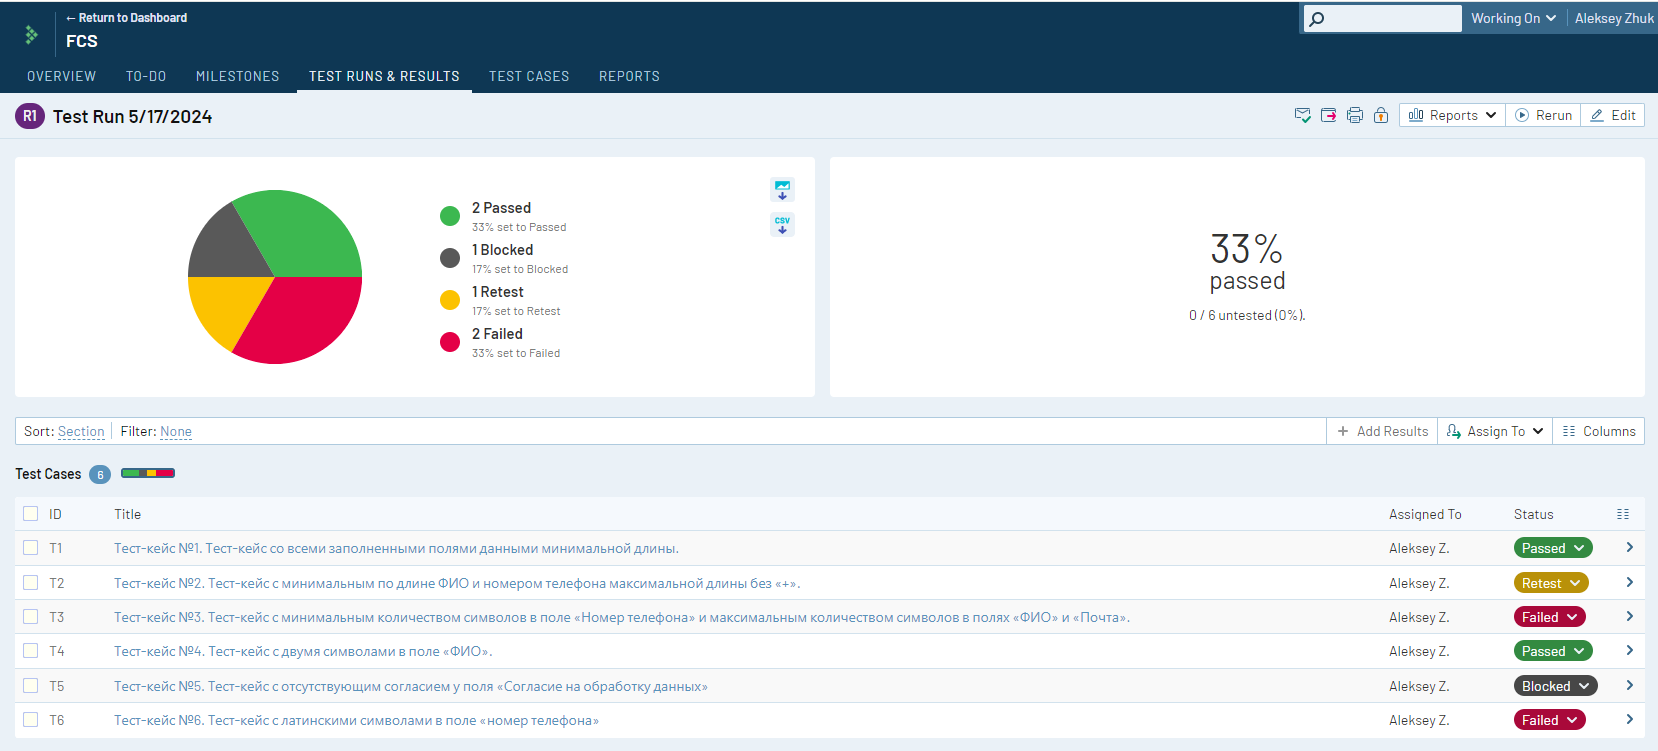 ← Return to Dashboard
FCS
Working On
Aleksey Zhuk
OVERVIEW TO-DO MILESTONES TEST RUNS & RESULTS TEST CASES REPORTS
R1 Test Run 5/17/2024
Reports Rerun Edit
2 Passed
33% set to Passed
1 Blocked
17% set to Blocked
1 Retest
17% set to Retest
2 Failed
33% set to Failed
CSV
33%
passed
0 / 6 untested (0%).
Sort: Section Filter: None
+ Add Results Assign To Columns
Test Cases 6
ID Title Assigned To Status
T1 Тест-кейс №1. Тест-кейс со всеми заполненными полями данными минимальной длины. Aleksey Z. Passed
T2 Тест-кейс №2. Тест-кейс с минимальным по длине ФИО и номером телефона максимальной длины без «+». Aleksey Z. Retest
T3 Тест-кейс №3. Тест-кейс с минимальным количеством символов в поле «Номер телефона» и максимальным количеством символов в полях «ФИО» и «Почта». Aleksey Z. Failed
T4 Тест-кейс №4. Тест-кейс с двумя символами в поле «ФИО». Aleksey Z. Passed
T5 Тест-кейс №5. Тест-кейс с отсутствующим согласием у поля «Согласие на обработку данных» Aleksey Z. Blocked
T6 Тест-кейс №6. Тест-кейс с латинскими символами в поле «номер телефона» Aleksey Z. Failed